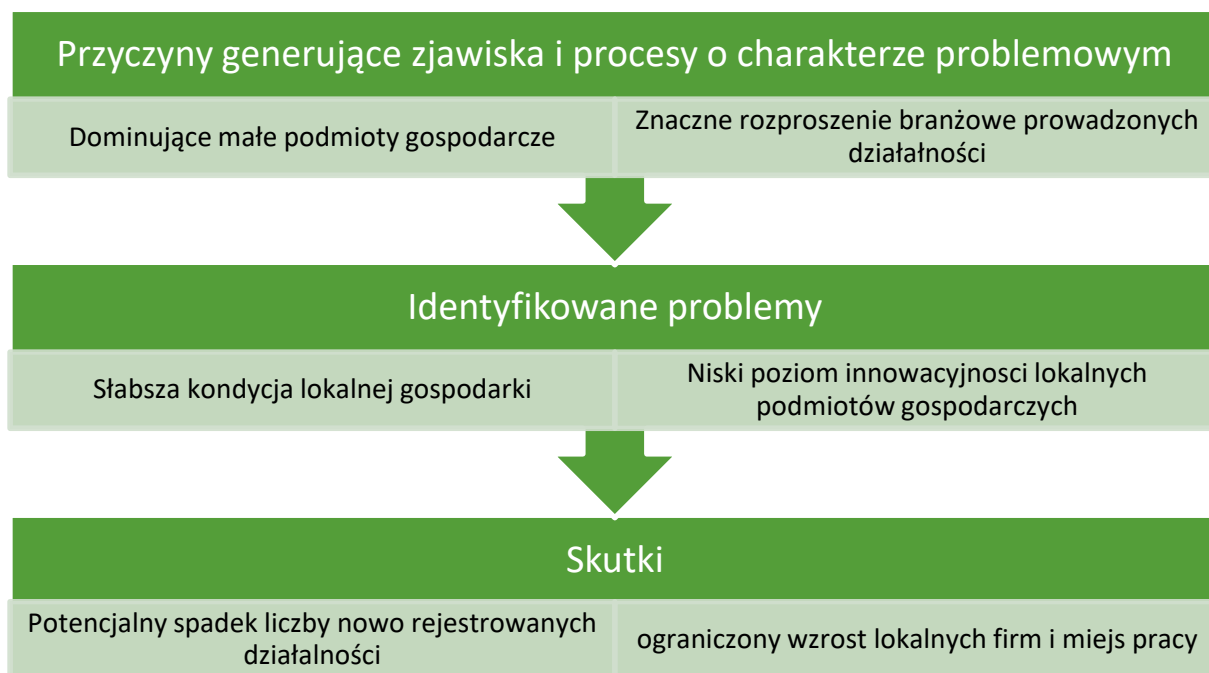 Przyczyny generujące zjawiska i procesy o charakterze problemowym
Dominujące małe podmioty gospodarcze
Znaczne rozproszenie branżowe prowadzonych
działałności
Identyfikowane problemy
Słabsza kondycja lokalnej gospodarki
Niski poziom innowacyjnosci lokalnych
podmiotów gospodarczych
Skutki
Potencjalny spadek liczby nowo rejestrowanych
działalności
ograniczony wzrost lokalnych firm i miejs pracy